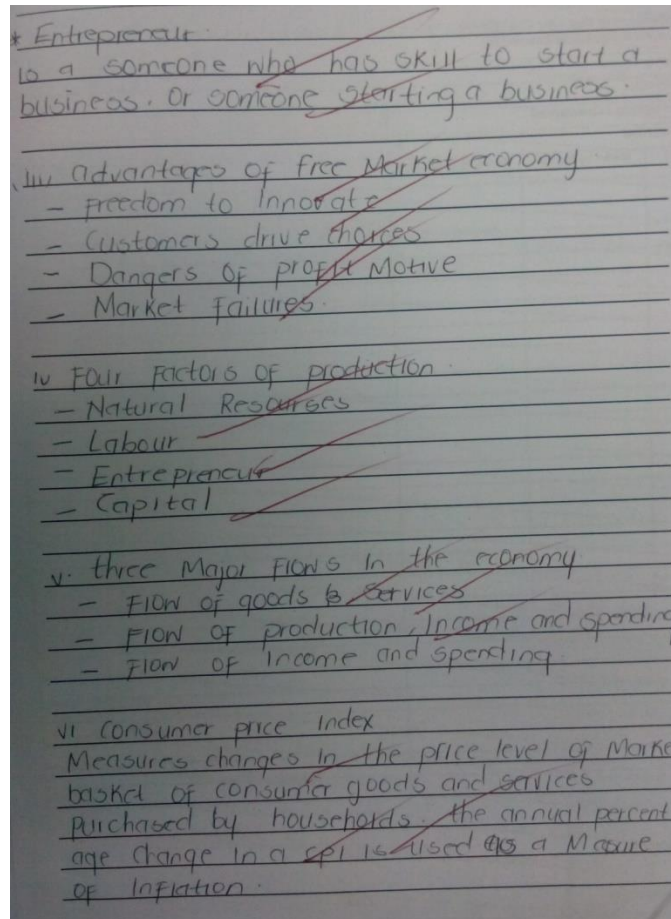 * Entrepreneur.
is a someone who has skill to start a
business. Or someone starting a business.
iii advantages of free Market economy
- Freedom to Innovate
- Customers drive choices
- Dangers of profit Motive
- Market Failures.
iv Four Factors of production.
- Natural Resourses
- Labour
- Entrepreneur
- Capital
v. three Major Flows In the economy
- Flow of goods & Services
- Flow of production, Income and spending
- Flow of Income and spending
vi Consumer price Index
Measures changes In the price level of Marke
basket of consumer goods and services
purchased by households. the annual percent
age change In a CPI is used as a Measure
of Inflation.